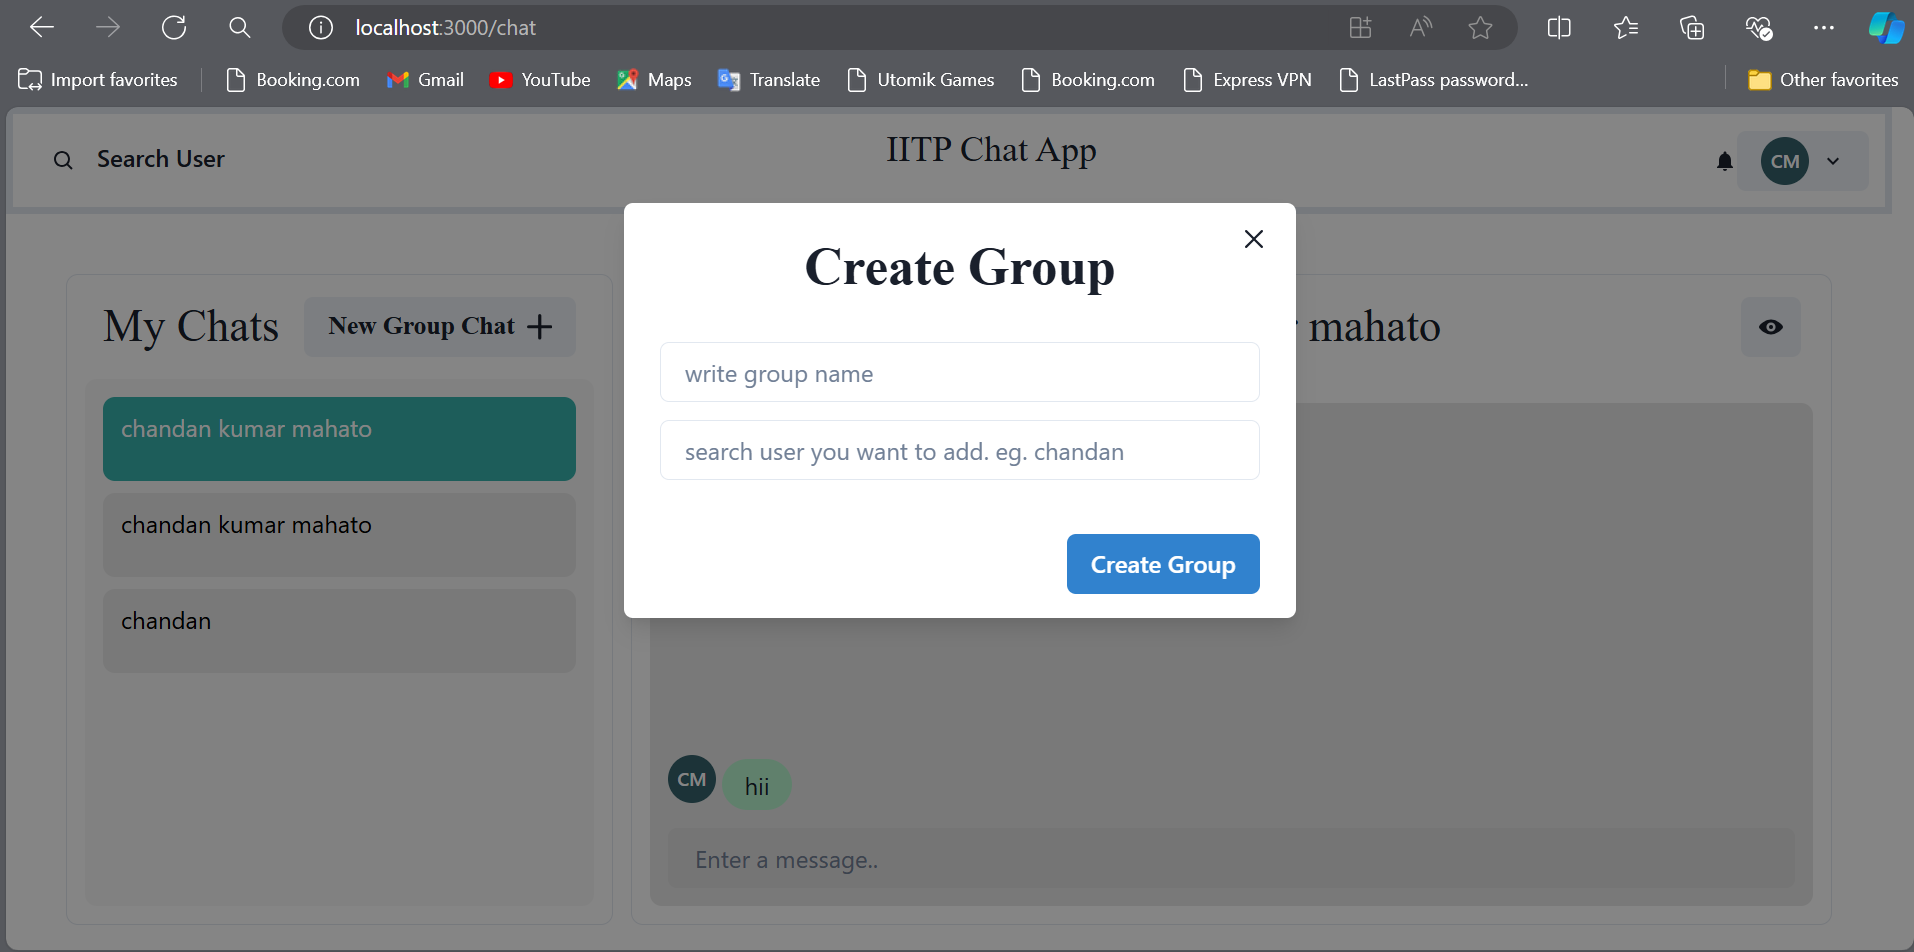 localhost:3000/chat
Import favorites
Booking.com
Gmail
YouTube
Maps
Translate
Utomik Games
Booking.com
Express VPN
LastPass password...
Other favorites
Search User
IITP Chat App
CM
Create Group
My Chats
New Group Chat
mahato
write group name
chandan kumar mahato
search user you want to add. eg. chandan
chandan kumar mahato
Create Group
chandan
CM
hii
Enter a message..